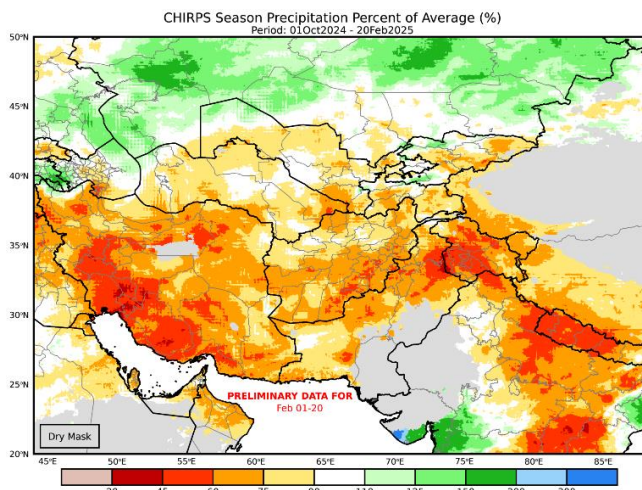 CHIRPS Season Precipitation Percent of Average (%)
Period: 01Oct2024 - 20Feb2025
50°N
45°N
40°N
35°N
30°N
25°N
20°N
PRELIMINARY DATA FOR
Feb 01-20
Dry Mask
45°E 50°E 55°E 60°E 65°E 70°E 75°E 80°E 85°E